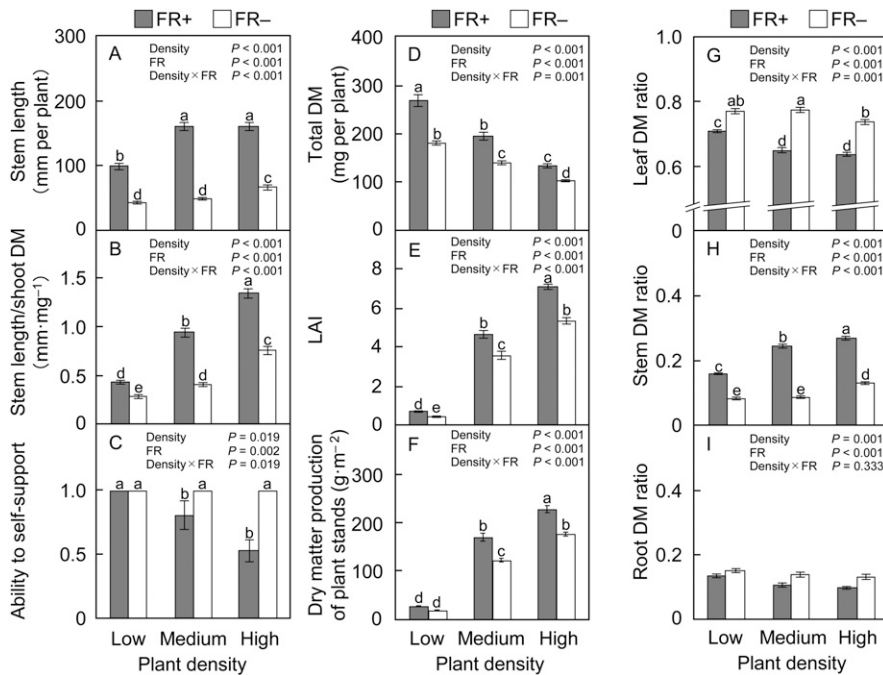 FR+ FR−
A
Density P < 0.001
FR P < 0.001
Density×FR P < 0.001
Stem length
(mm per plant)
300
200
100
0
b
d
a
d
a
d
B
Density P < 0.001
FR P < 0.001
Density×FR P < 0.001
Stem length/shoot DM
(mm·mg⁻¹)
1.5
1.0
0.5
d
e
b
d
a
c
C
Density P = 0.019
FR P = 0.002
Density×FR P = 0.019
Ability to self-support
1.0
0.5
0
a
a
b
a
b
a
Low Medium High
Plant density
FR+ FR−
D
Density P < 0.001
FR P < 0.001
Density×FR P = 0.001
Total DM
(mg per plant)
400
300
200
100
a
b
b
c
c
d
E
Density P < 0.001
FR P < 0.001
Density×FR P < 0.001
LAI
8
6
4
2
0
d
e
b
c
a
b
F
Density P < 0.001
FR P < 0.001
Density×FR P < 0.001
Dry matter production
of plant stands (g·m⁻²)
300
200
100
0
d
d
b
c
a
b
Low Medium High
Plant density
FR+ FR−
G
Density P < 0.001
FR P < 0.001
Density×FR P = 0.001
Leaf DM ratio
1.0
0.8
0.6
0
c
ab
d
a
d
b
H
Density P < 0.001
FR P < 0.001
Density×FR P < 0.001
Stem DM ratio
0.4
0.2
0
c
e
b
e
a
d
I
Density P = 0.001
FR P < 0.001
Density×FR P = 0.333
Root DM ratio
0.4
0.2
0
Low Medium High
Plant density